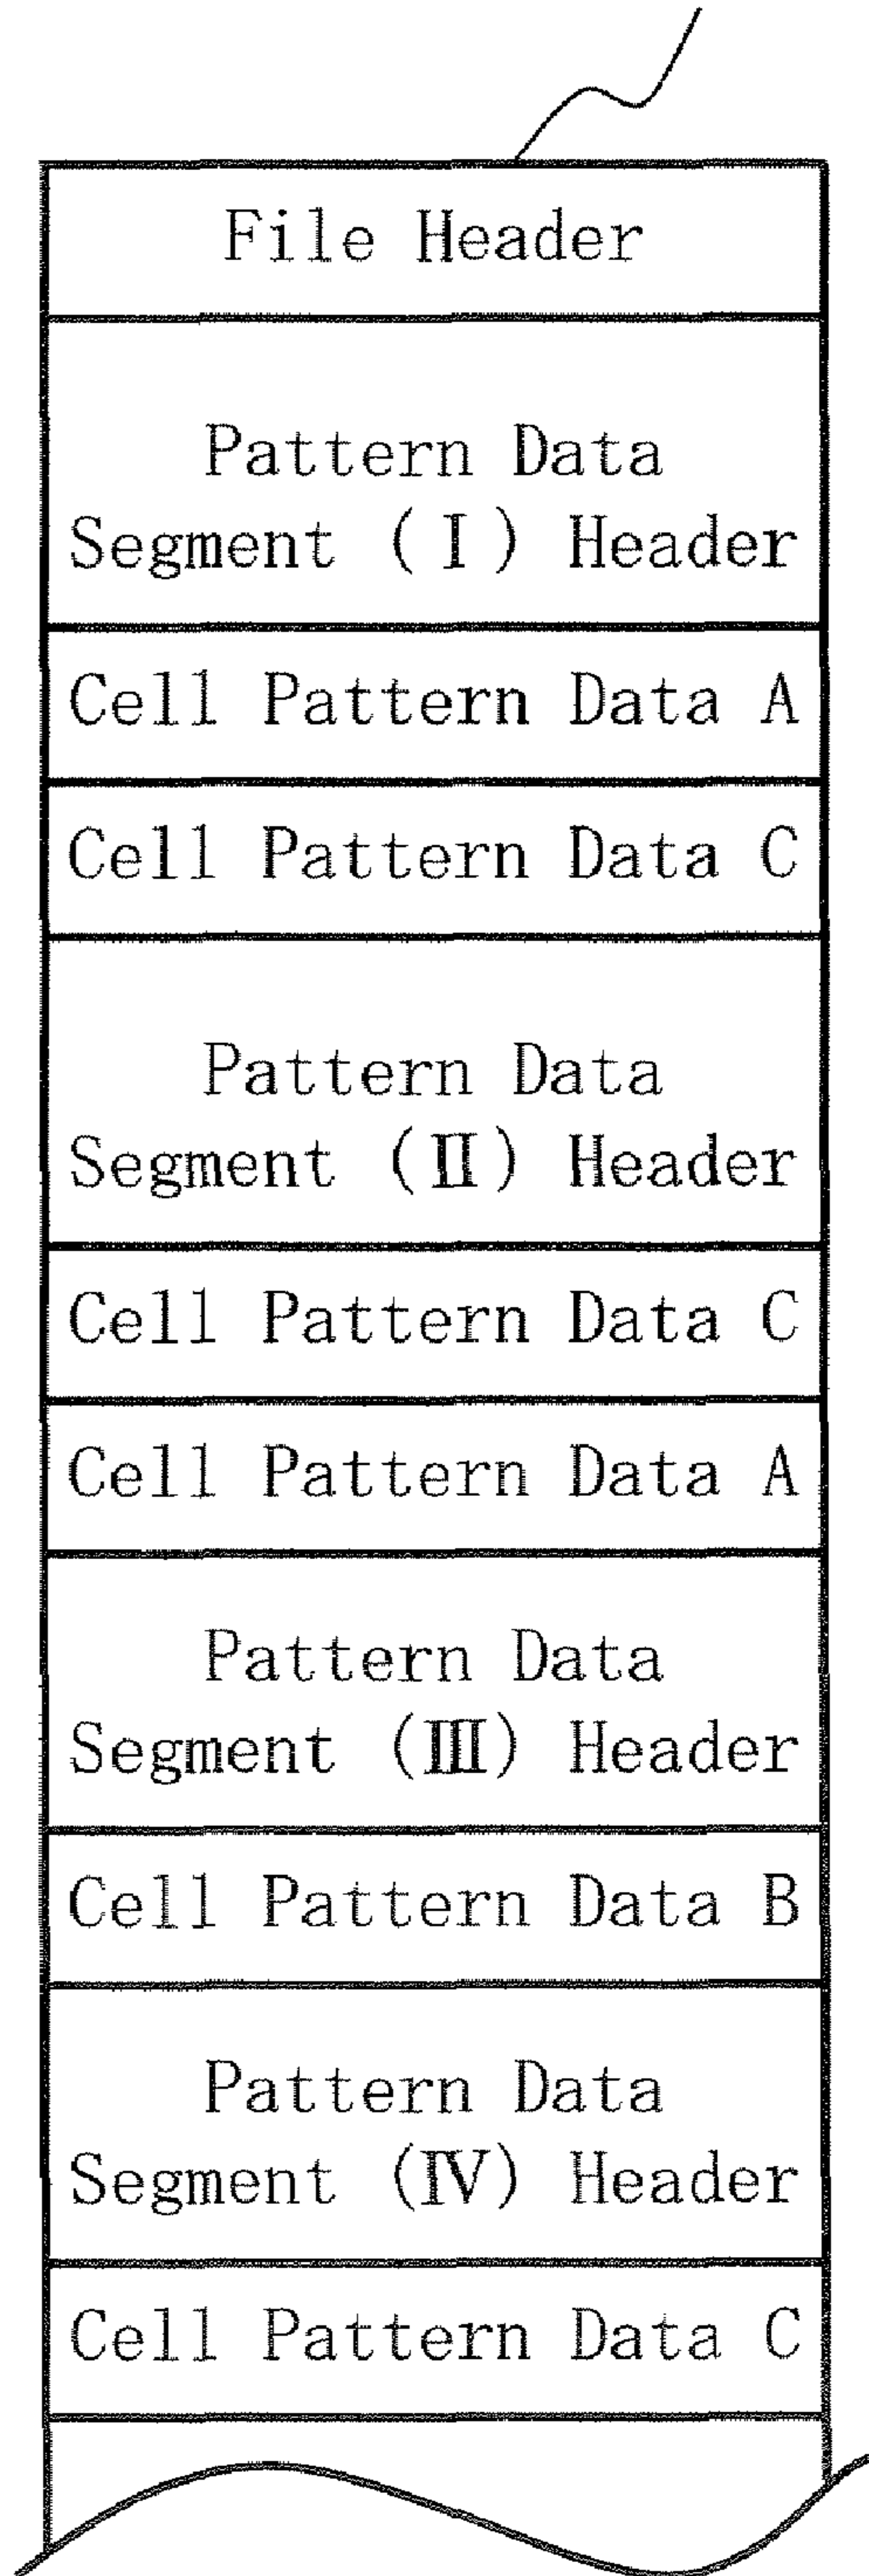 File Header
Pattern Data
Segment (Ⅰ) Header
Cell Pattern Data A
Cell Pattern Data C
Pattern Data
Segment (Ⅱ) Header
Cell Pattern Data C
Cell Pattern Data A
Pattern Data
Segment (Ⅲ) Header
Cell Pattern Data B
Pattern Data
Segment (Ⅳ) Header
Cell Pattern Data C